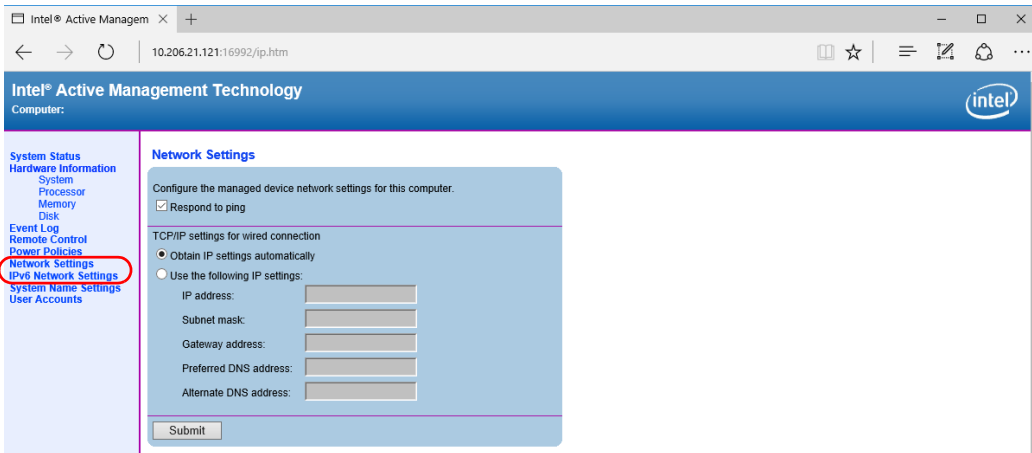 Intel® Active Managem
10.206.21.121:16992/ip.htm
Intel® Active Management Technology
Computer:
intel
System Status
Hardware Information
System
Processor
Memory
Disk
Event Log
Remote Control
Power Policies
Network Settings
IPv6 Network Settings
System Name Settings
User Accounts
Network Settings
Configure the managed device network settings for this computer.
Respond to ping
TCP/IP settings for wired connection
Obtain IP settings automatically
Use the following IP settings:
IP address:
Subnet mask:
Gateway address:
Preferred DNS address:
Alternate DNS address:
Submit